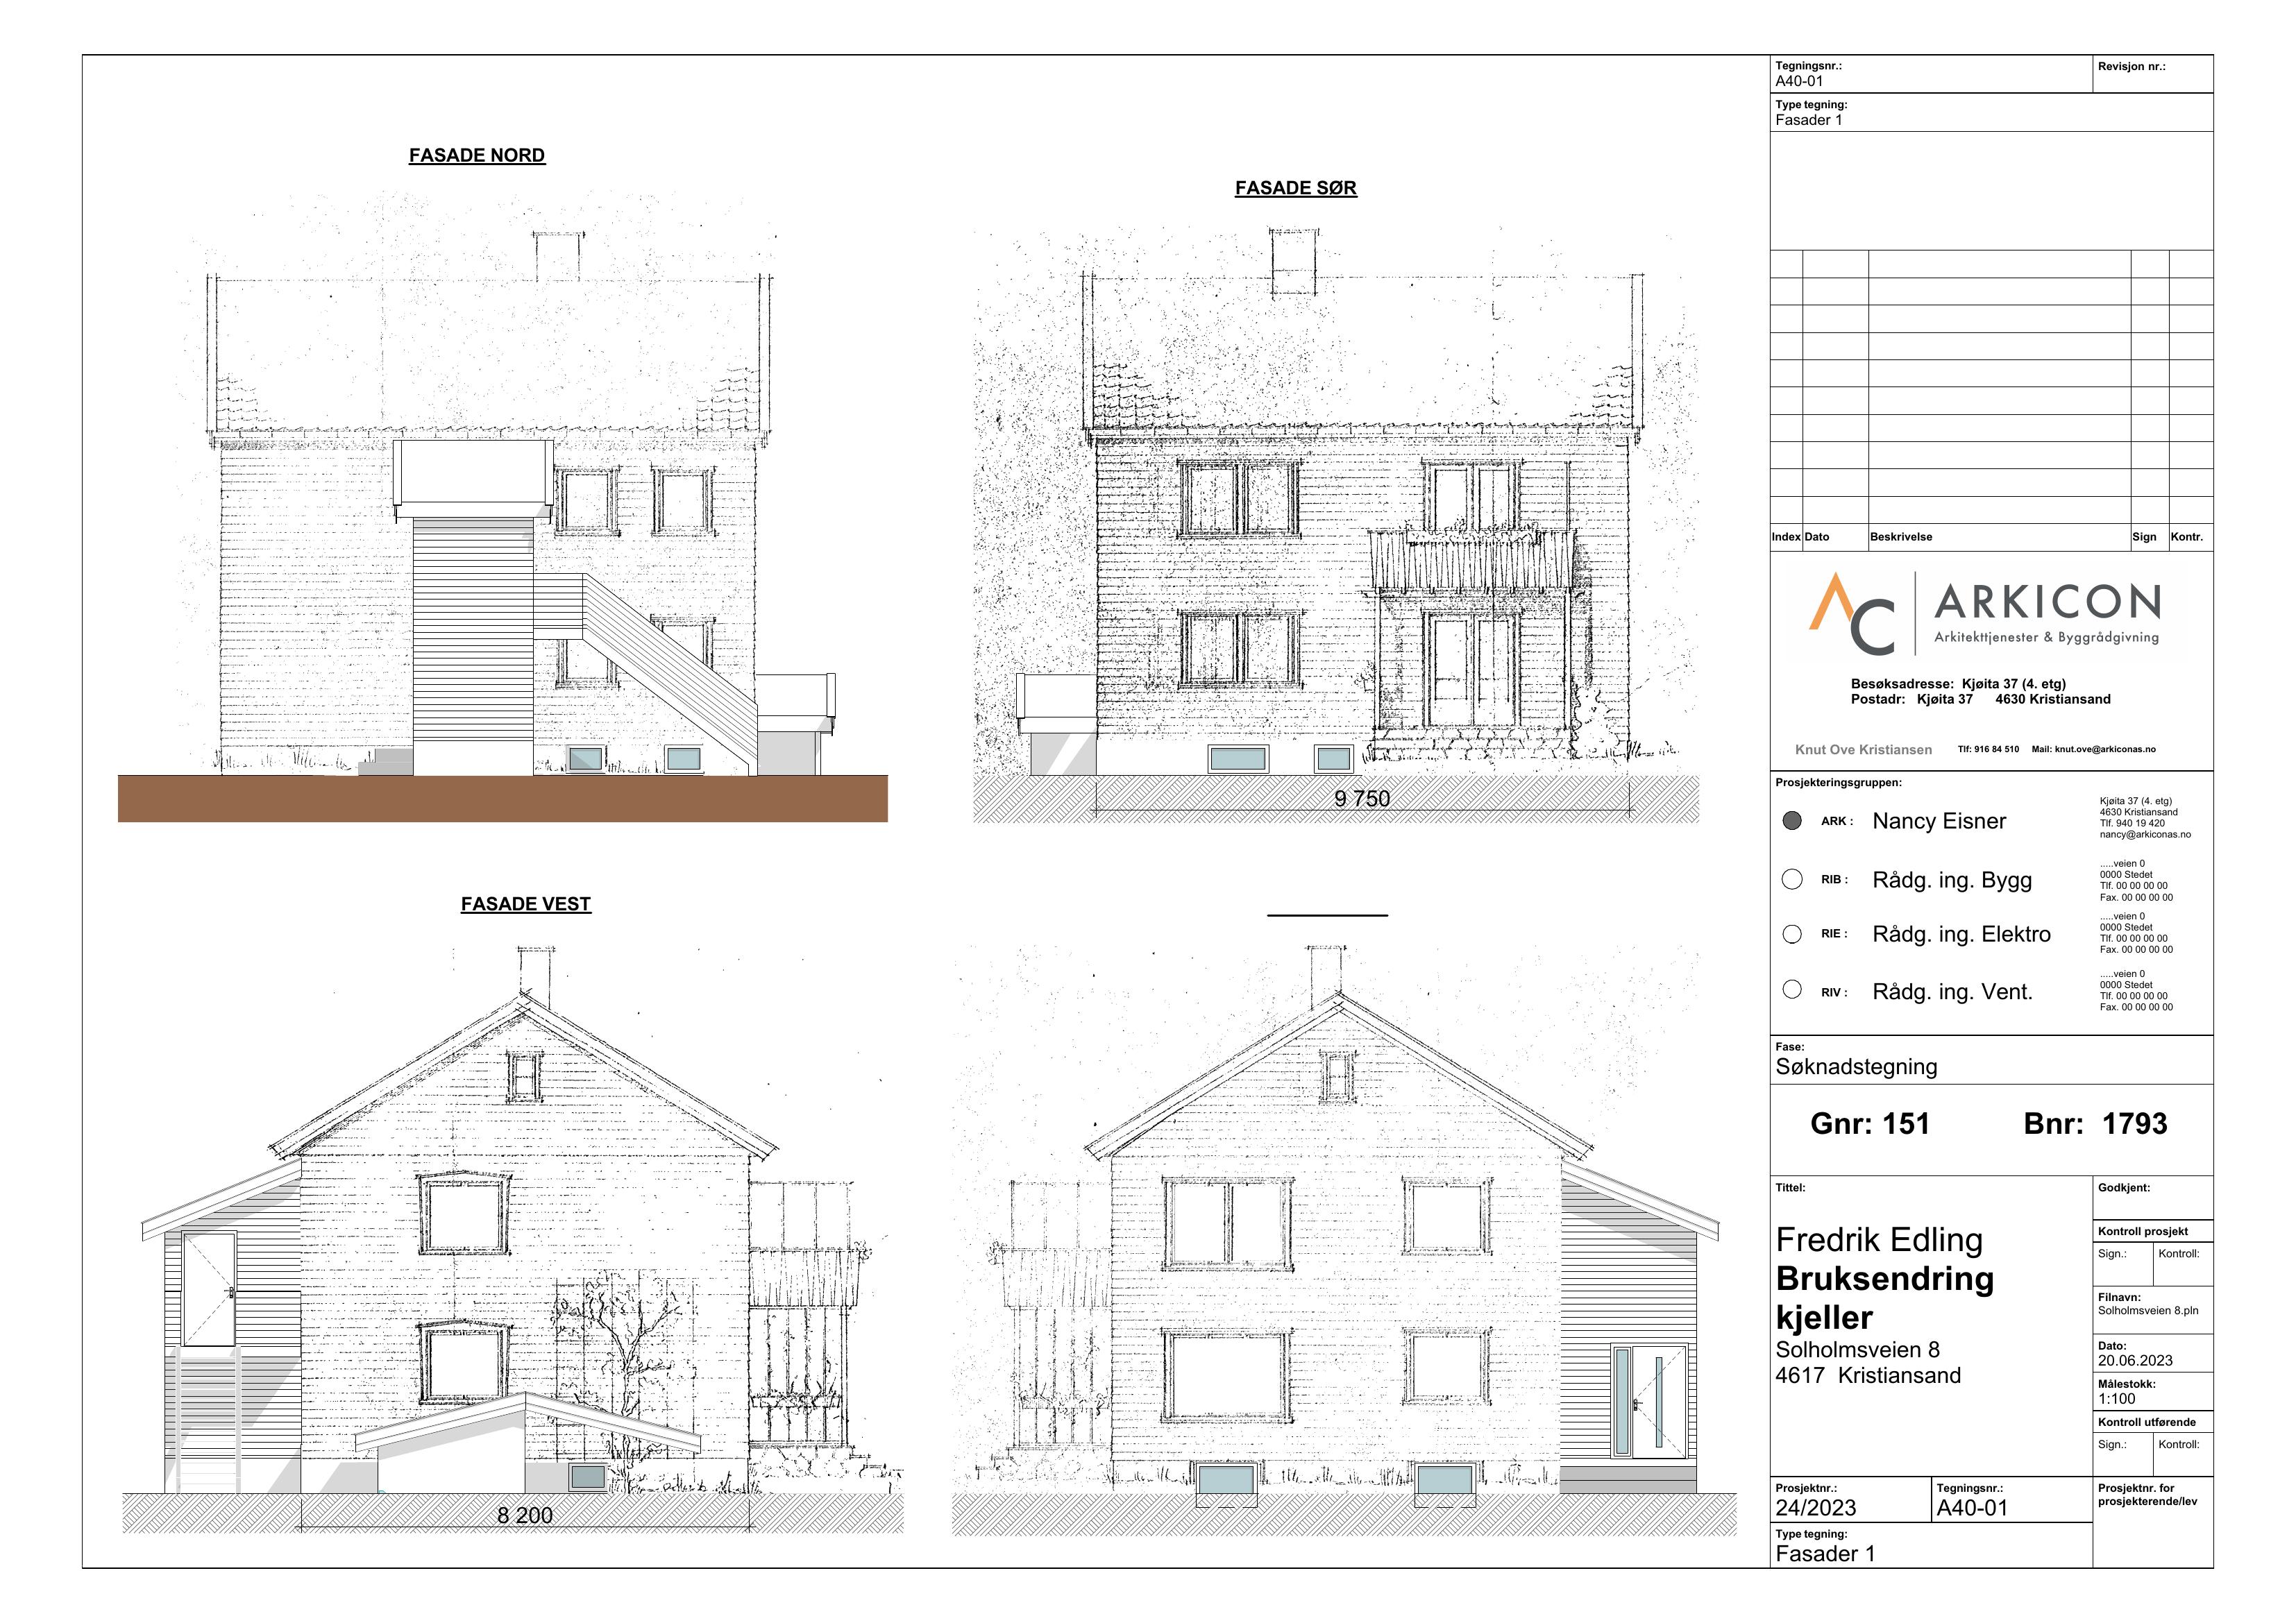 FASADE NORD
FASADE SØR
9 750
FASADE VEST
8 200
Tegningsnr.:
A40-01
Revisjon nr.:
Type tegning:
Fasader 1
Index Dato Beskrivelse Sign Kontr.
AC ARKICON
Arkitekttjenester & Byggrådgivning
Besøksadresse: Kjøita 37 (4. etg)
Postadr: Kjøita 37 4630 Kristiansand
Knut Ove Kristiansen Tlf: 916 84 510 Mail: knut.ove@arkiconas.no
Prosjekteringsgruppen:
ARK : Nancy Eisner
Kjøita 37 (4. etg)
4630 Kristiansand
Tlf. 940 19 420
nancy@arkiconas.no
RIB : Rådg. ing. Bygg
.....veien 0
0000 Stedet
Tlf. 00 00 00 00
Fax. 00 00 00 00
RIE : Rådg. ing. Elektro
.....veien 0
0000 Stedet
Tlf. 00 00 00 00
Fax. 00 00 00 00
RIV : Rådg. ing. Vent.
.....veien 0
0000 Stedet
Tlf. 00 00 00 00
Fax. 00 00 00 00
Fase:
Søknadstegning
Gnr: 151 Bnr: 1793
Tittel:
Fredrik Edling
Bruksendring
kjeller
Solholmsveien 8
4617 Kristiansand
Godkjent:
Kontroll prosjekt
Sign.: Kontroll:
Filnavn:
Solholmsveien 8.pln
Dato:
20.06.2023
Målestokk:
1:100
Kontroll utførende
Sign.: Kontroll:
Prosjektnr.:
24/2023
Tegningsnr.:
A40-01
Prosjektnr. for
prosjekterende/lev
Type tegning:
Fasader 1